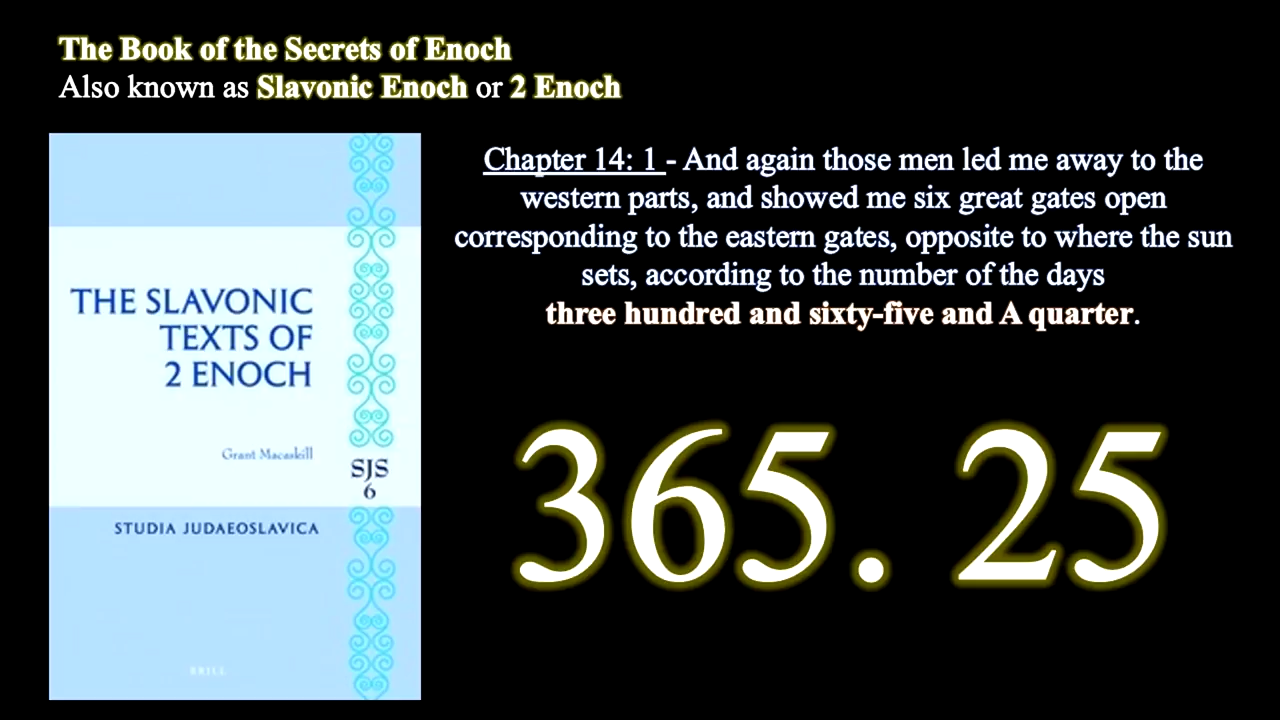 The Book of the Secrets of Enoch
Also known as Slavonic Enoch or 2 Enoch
THE SLAVONIC
TEXTS OF
2 ENOCH
Grant Macaskill
SJS
6
STUDIA JUDAEOSLAVICA
BRILL
Chapter 14: 1 - And again those men led me away to the
western parts, and showed me six great gates open
corresponding to the eastern gates, opposite to where the sun
sets, according to the number of the days
three hundred and sixty-five and A quarter.
365. 25